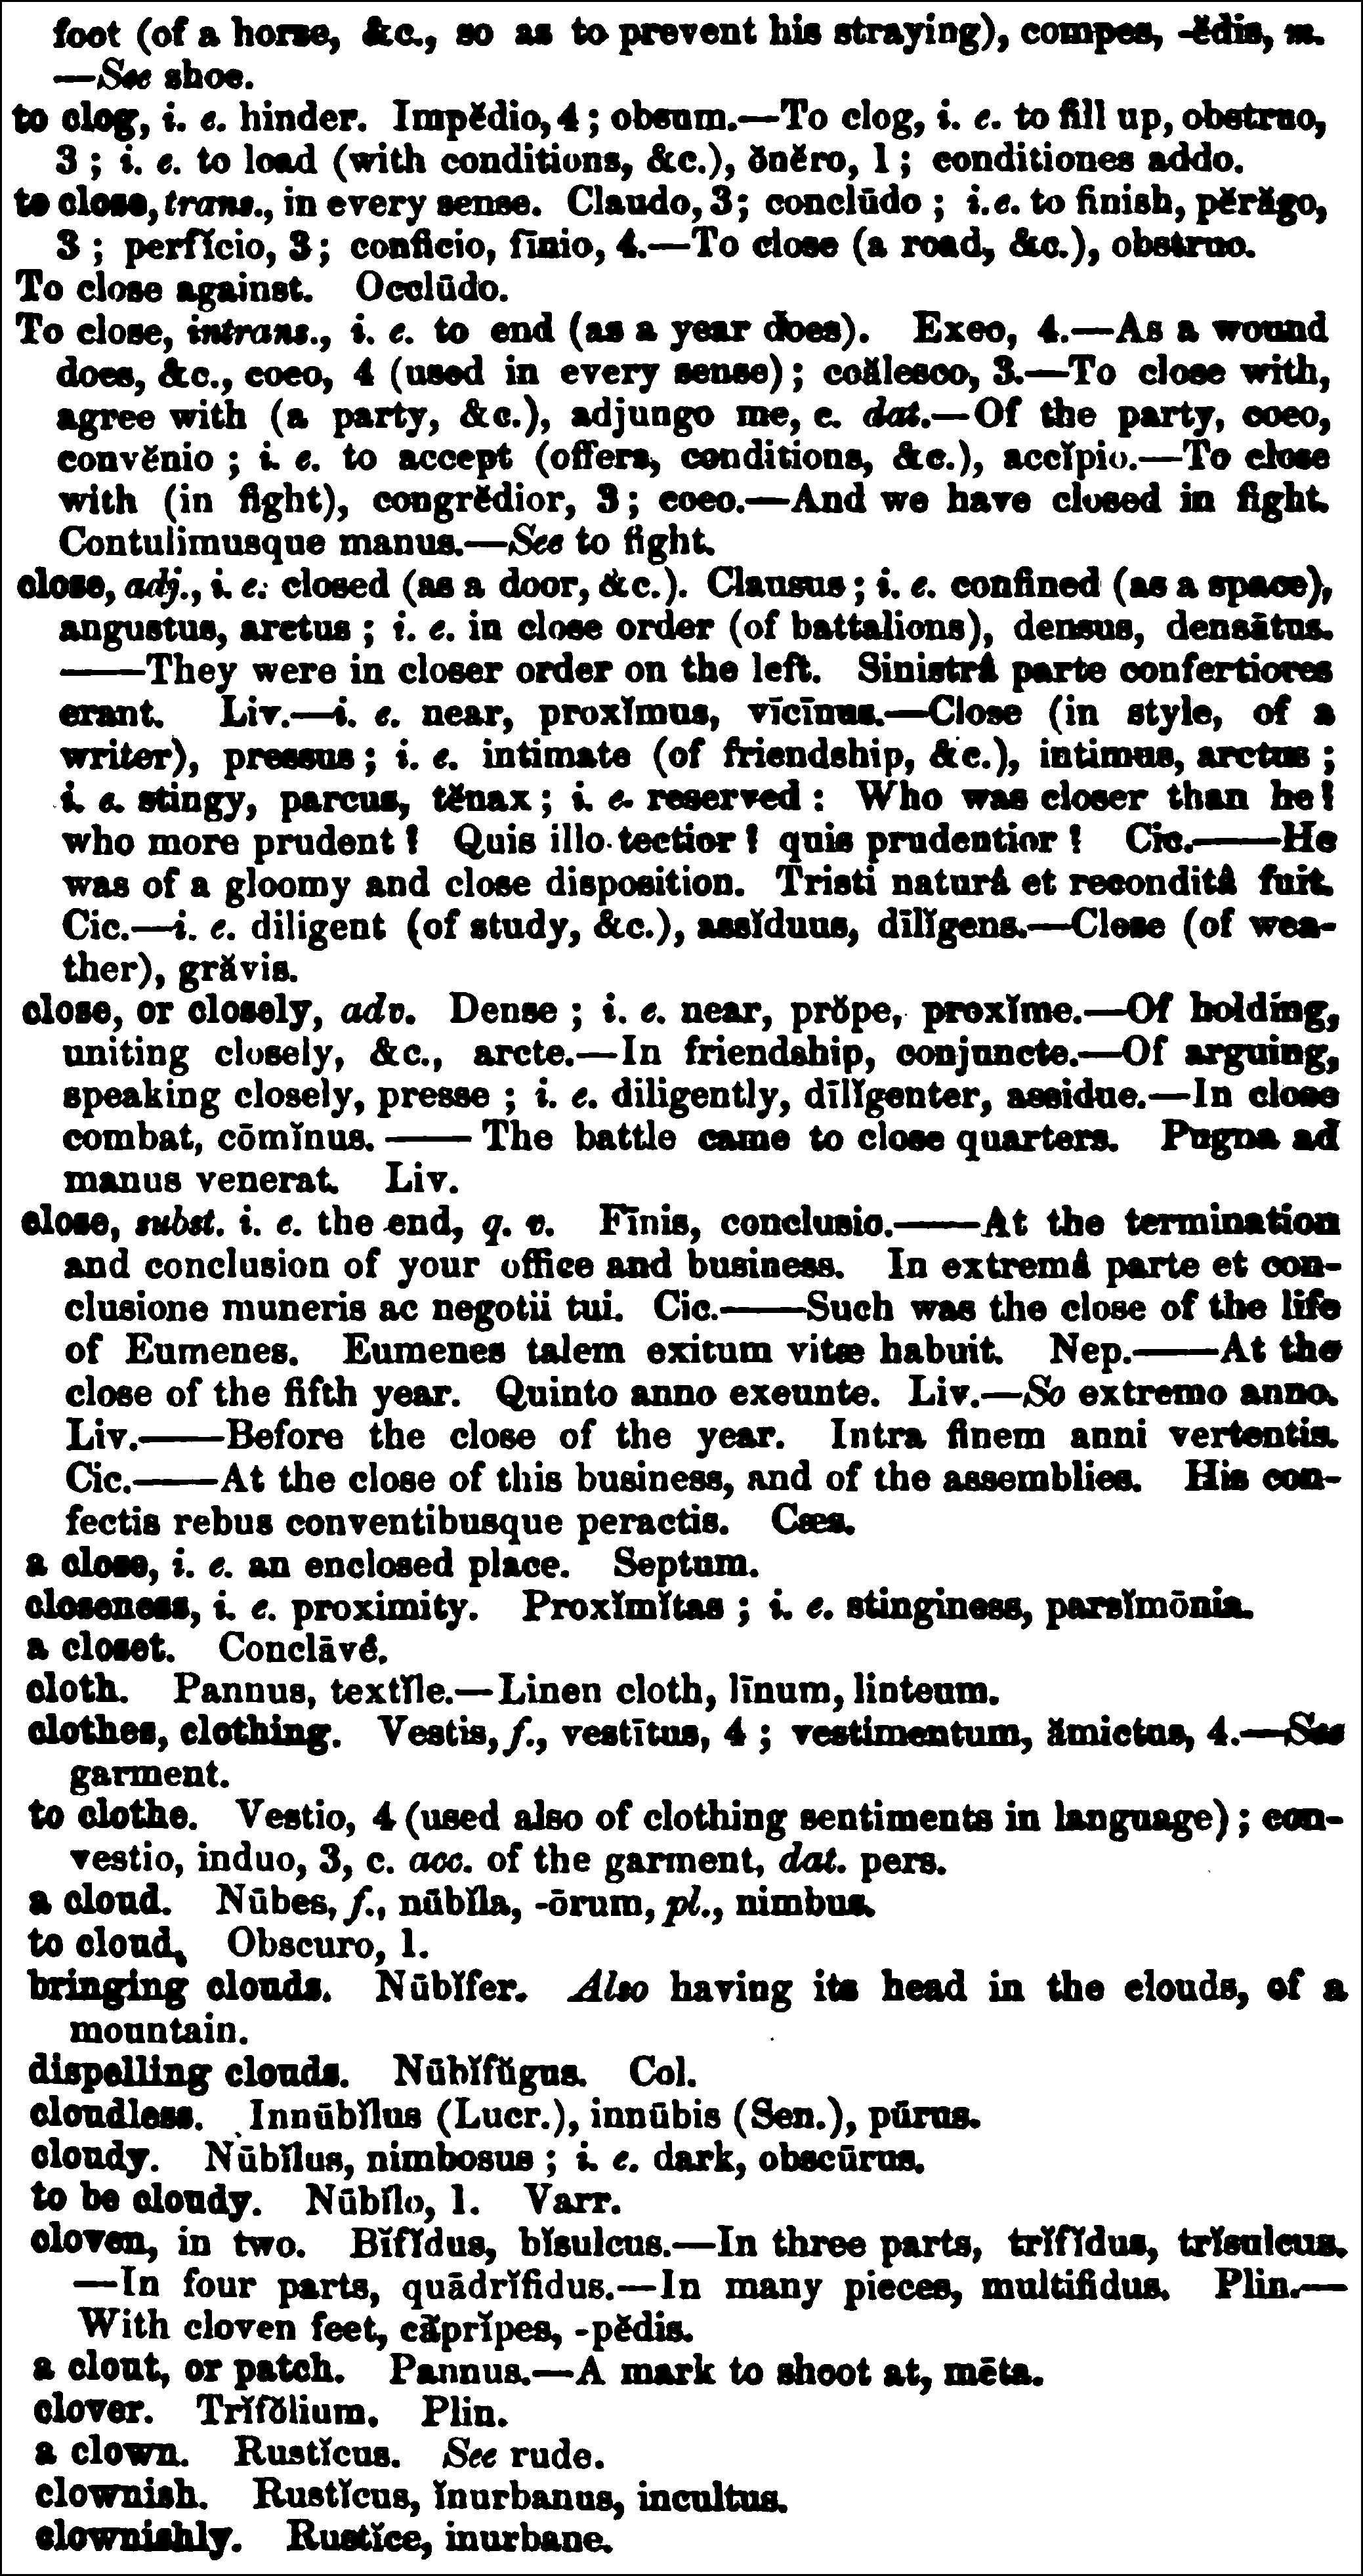 foot (of a horse, &c., so as to prevent his straying), compes, -ĕdis, m.
—See shoe.
to clog, i. e. hinder. Impĕdio, 4 ; obsum.—To clog, i. e. to fill up, obstruo,
3 ; i. e. to load (with conditions, &c.), ŏnĕro, 1 ; conditiones addo.
to close, trans., in every sense. Claudo, 3 ; conclūdo ; i. e. to finish, pĕrăgo,
3 ; perfĭcio, 3 ; conficio, fīnio, 4.—To close (a road, &c.), obstruo.
To close against. Occlūdo.
To close, intrans., i. e. to end (as a year does). Exeo, 4.—As a wound
does, &c., coeo, 4 (used in every sense) ; coălesco, 3.—To close with,
agree with (a party, &c.), adjungo me, c. dat.—Of the party, coeo,
convĕnio ; i. e. to accept (offers, conditions, &c.), accĭpio.—To close
with (in fight), congrĕdior, 3 ; coeo.—And we have closed in fight.
Contulimusque manus.—See to fight.
close, adj., i. e. closed (as a door, &c.). Clausus ; i. e. confined (as a space),
angustus, arctus ; i. e. in close order (of battalions), densus, densātus.
——They were in closer order on the left. Sinistrâ parte confertiores
erant. Liv.—i. e. near, proxĭmus, vīcīnus.—Close (in style, of a
writer), pressus ; i. e. intimate (of friendship, &c.), intimus, arctus ;
i. e. stingy, parcus, tĕnax ; i. e. reserved : Who was closer than he ?
who more prudent ? Quis illo tectior ? quis prudentior ? Cic.——He
was of a gloomy and close disposition. Tristi naturâ et reconditâ fuit.
Cic.—i. e. diligent (of study, &c.), assĭduus, dīlĭgens.—Close (of wea-
ther), grăvis.
close, or closely, adv. Dense ; i. e. near, prŏpe, proxĭme.—Of holding,
uniting closely, &c., arcte.—In friendship, conjuncte.—Of arguing,
speaking closely, presse ; i. e. diligently, dīlĭgenter, assidue.—In close
combat, cōmĭnus. —— The battle came to close quarters. Pugna ad
manus venerat. Liv.
close, subst. i. e. the end, q. v. Fīnis, conclusio.——At the termination
and conclusion of your office and business. In extremâ parte et con-
clusione muneris ac negotii tui. Cic.——Such was the close of the life
of Eumenes. Eumenes talem exitum vitæ habuit. Nep.——At the
close of the fifth year. Quinto anno exeunte. Liv.—So extremo anno.
Liv.——Before the close of the year. Intra finem anni vertentis.
Cic.——At the close of this business, and of the assemblies. His con-
fectis rebus conventibusque peractis. Cæs.
a close, i. e. an enclosed place. Septum.
closeness, i. e. proximity. Proxĭmĭtas ; i. e. stinginess, parsĭmōnia.
a closet. Conclāvé.
cloth. Pannus, textĭle.—Linen cloth, līnum, linteum.
clothes, clothing. Vestis, f., vestītus, 4 ; vestimentum, ămictus, 4.—See
garment.
to clothe. Vestio, 4 (used also of clothing sentiments in language) ; con-
vestio, induo, 3, c. acc. of the garment, dat. pers.
a cloud. Nūbes, f., nūbĭla, -ōrum, pl., nimbus.
to cloud. Obscuro, 1.
bringing clouds. Nūbĭfer. Also having its head in the clouds, of a
mountain.
dispelling clouds. Nūbĭfŭgus. Col.
cloudless. Innūbĭlus (Lucr.), innūbis (Sen.), pūrus.
cloudy. Nūbĭlus, nimbosus ; i. e. dark, obscūrus.
to be cloudy. Nūbĭlo, 1. Varr.
cloven, in two. Bĭfĭdus, bĭsulcus.—In three parts, trĭfĭdus, trĭsulcus.
—In four parts, quādrĭfidus.—In many pieces, multifidus. Plin.—
With cloven feet, căprĭpes, -pĕdis.
a clout, or patch. Pannus.—A mark to shoot at, mēta.
clover. Trĭfŏlium. Plin.
a clown. Rustĭcus. See rude.
clownish. Rustĭcus, ĭnurbanus, incultus.
clownishly. Rustĭce, inurbane.